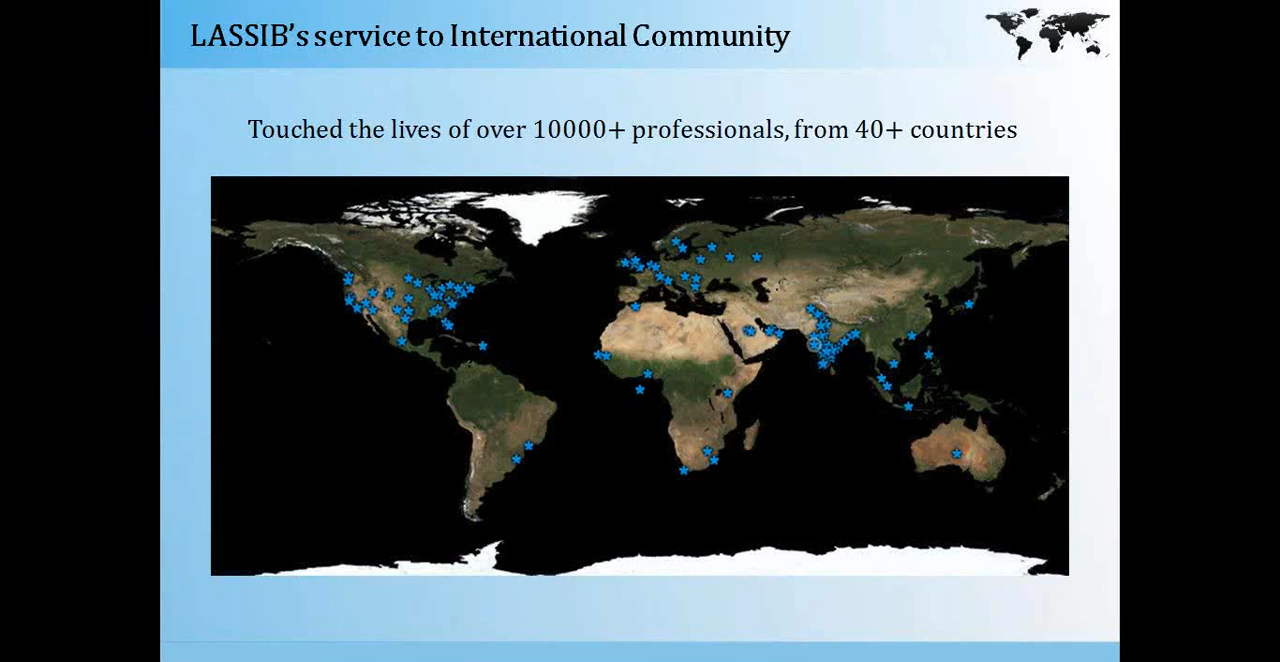 LASSIB's service to International Community
Touched the lives of over 10000+ professionals, from 40+ countries